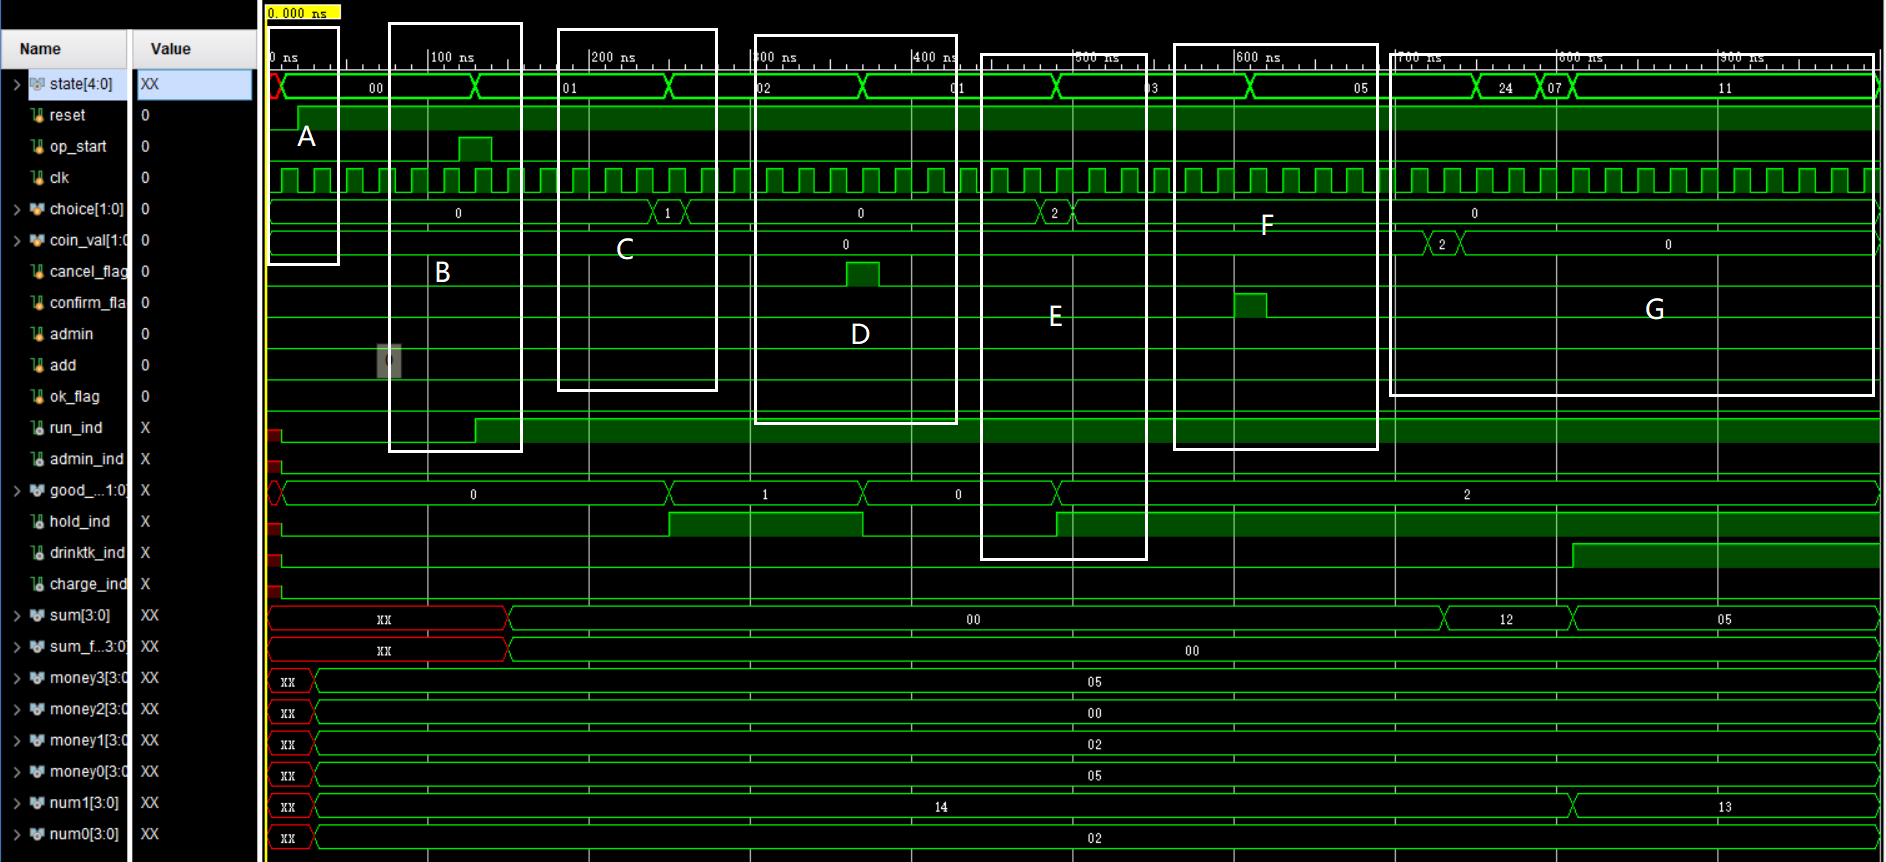 0.000 ns
Name Value
0 ns 100 ns 200 ns 300 ns 400 ns 500 ns 600 ns 700 ns 800 ns 900 ns
state[4:0] XX 00 01 02 01 03 05 24 07 11
reset 0
A
op_start 0
clk 0
choice[1:0] 0 0 1 0 2 0
F
coin_val[1:0 0 0 2 0
C
cancel_flag 0
B
confirm_fla 0
G
E
admin 0
D
add 0
ok_flag 0
run_ind X
admin_ind X
good_...1:0] X 0 1 0 2
hold_ind X
drinktk_ind X
charge_ind X
sum[3:0] XX XX 00 12 05
sum_f...3:0] XX XX 00
money3[3:0 XX XX 05
money2[3:0 XX XX 00
money1[3:0 XX XX 02
money0[3:0 XX XX 05
num1[3:0] XX XX 14 13
num0[3:0] XX XX 02